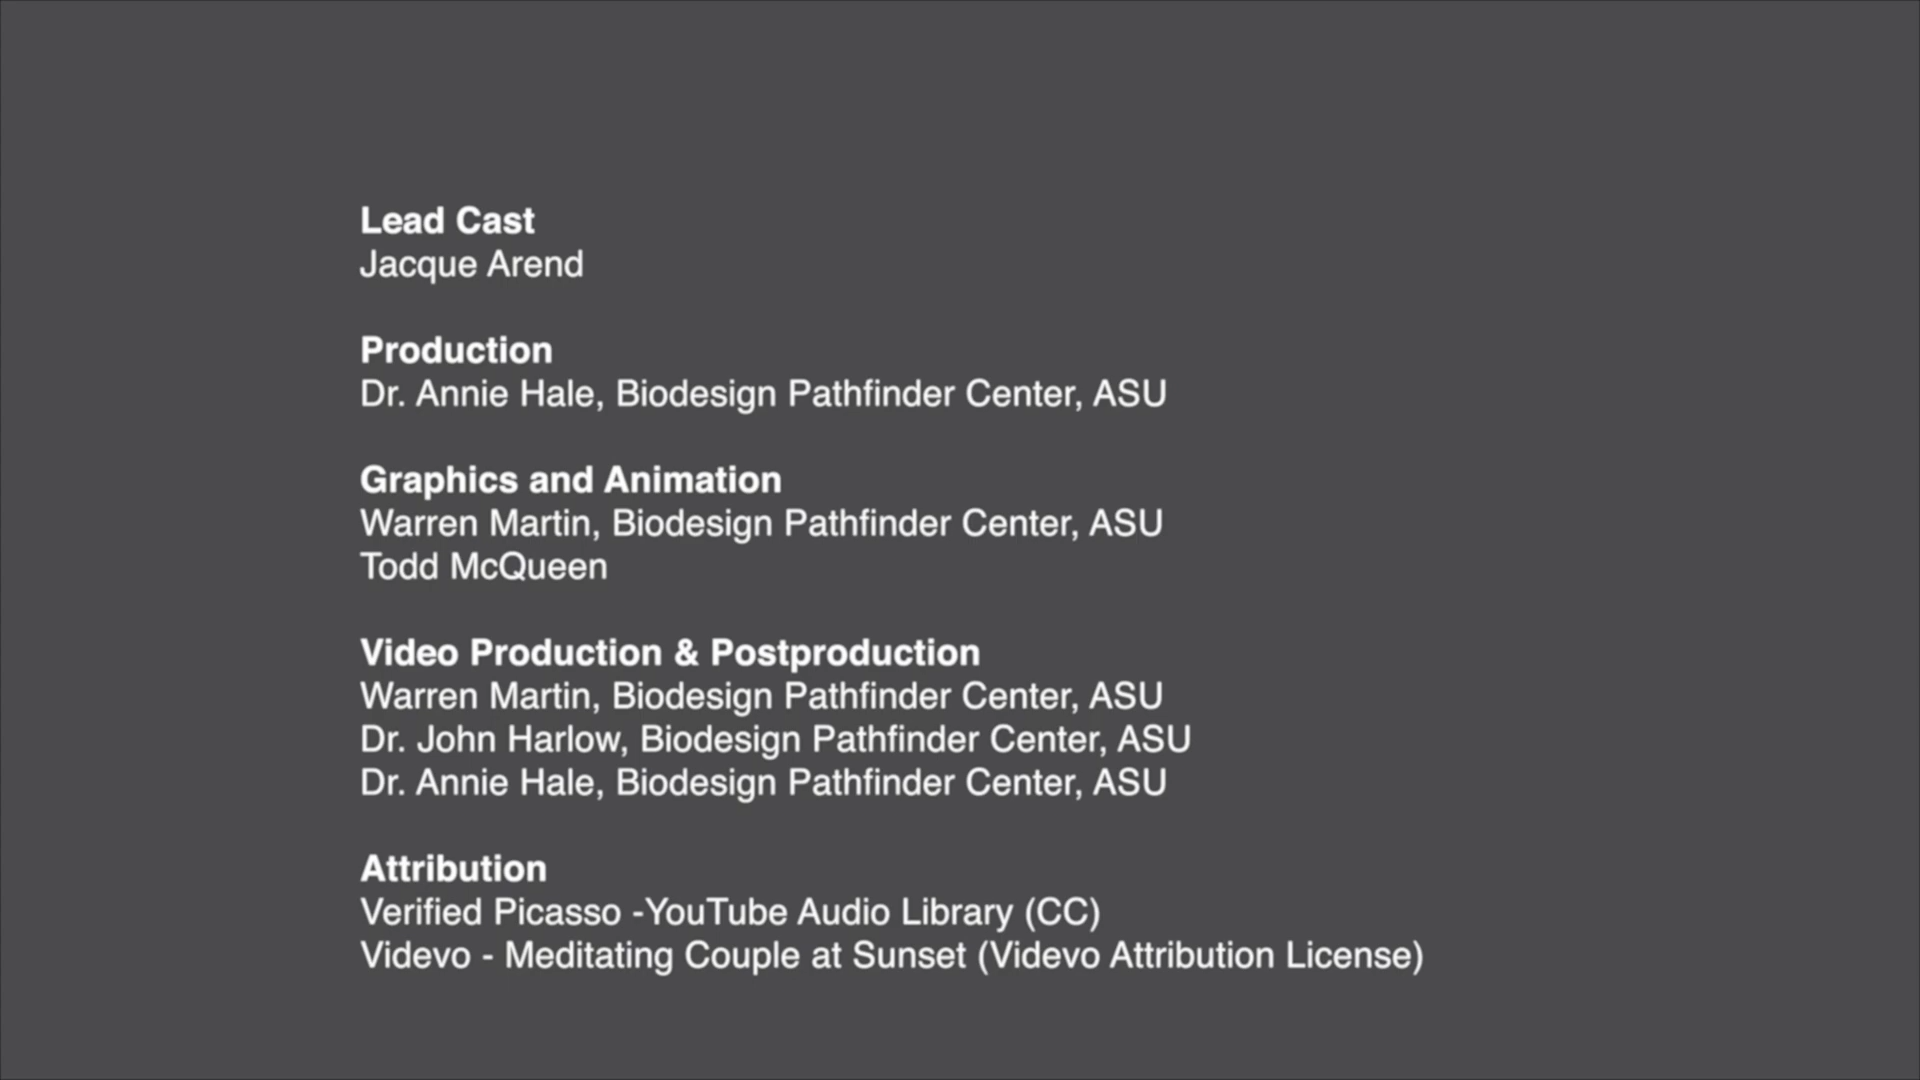 Lead Cast
Jacque Arend
Production
Dr. Annie Hale, Biodesign Pathfinder Center, ASU
Graphics and Animation
Warren Martin, Biodesign Pathfinder Center, ASU
Todd McQueen
Video Production & Postproduction
Warren Martin, Biodesign Pathfinder Center, ASU
Dr. John Harlow, Biodesign Pathfinder Center, ASU
Dr. Annie Hale, Biodesign Pathfinder Center, ASU
Attribution
Verified Picasso -YouTube Audio Library (CC)
Videvo - Meditating Couple at Sunset (Videvo Attribution License)